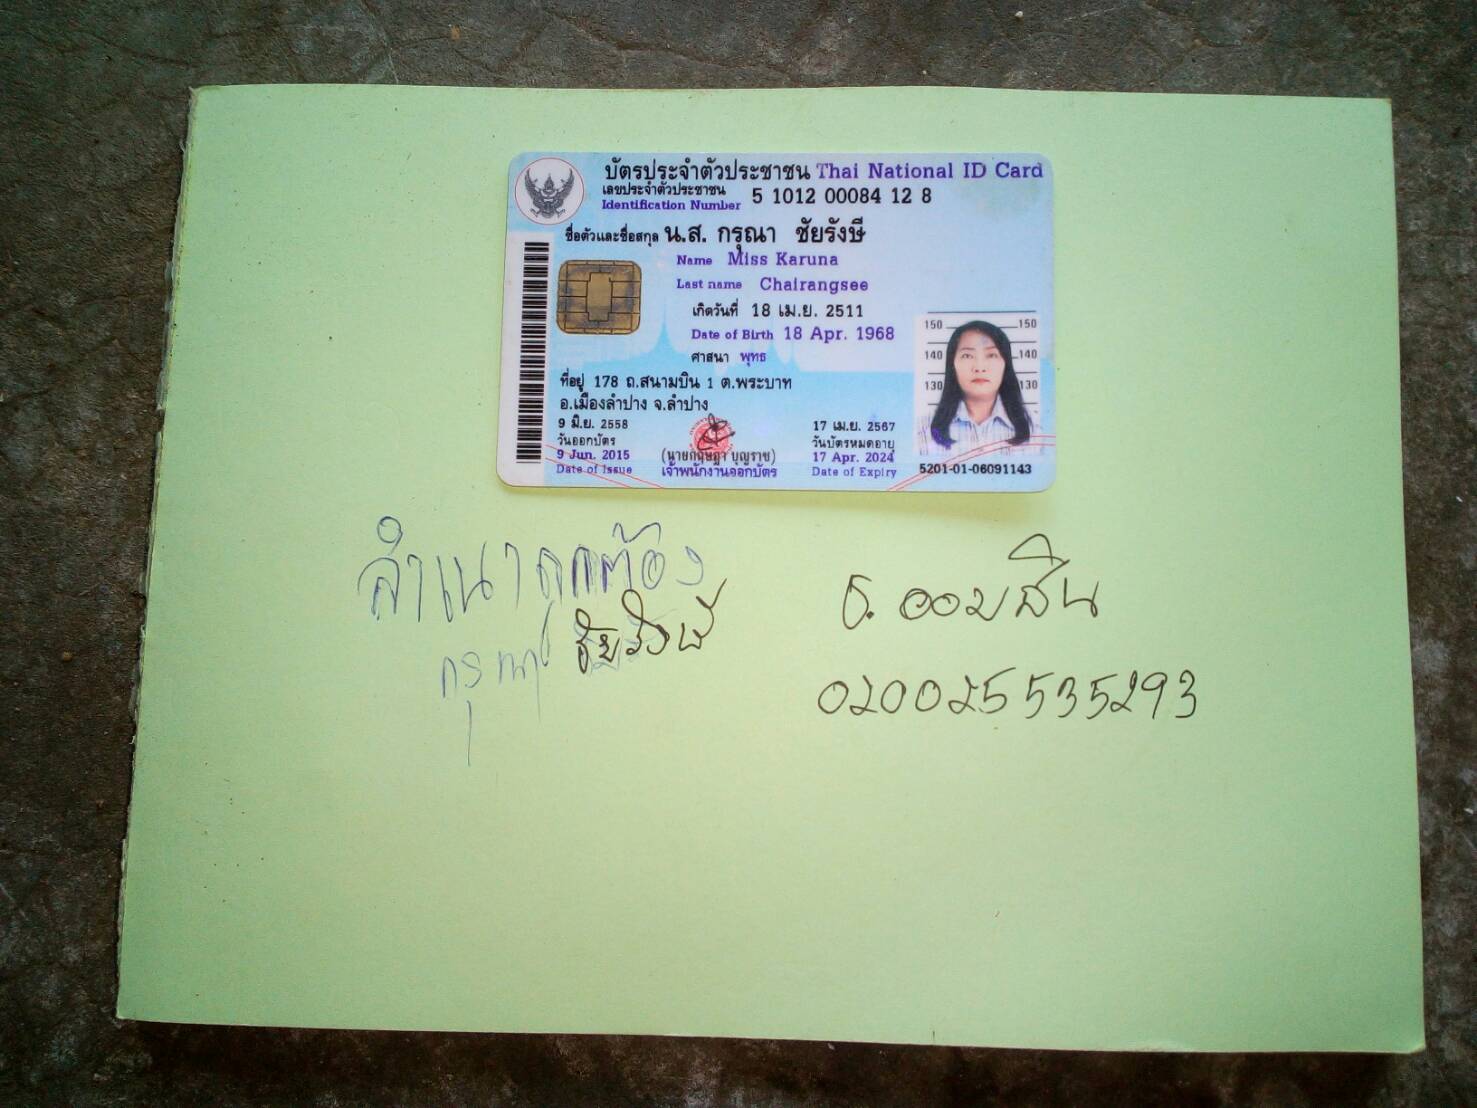 บัตรประจำตัวประชาชน Thai National ID Card
เลขประจำตัวประชาชน
Identification Number 5 1012 00084 12 8
ชื่อตัวและชื่อสกุล น.ส. กรุณา ชัยรังษี
Name Miss Karuna
Last name Chairangsee
เกิดวันที่ 18 เม.ย. 2511
Date of Birth 18 Apr. 1968
ศาสนา พุทธ
ที่อยู่ 178 ถ.สนามบิน 1 ต.พระบาท
อ.เมืองลำปาง จ.ลำปาง
9 มิ.ย. 2558
วันออกบัตร
9 Jun. 2015
Date of Issue
(นายกฤษฎา บุญราช)
เจ้าพนักงานออกบัตร
17 เม.ย. 2567
วันบัตรหมดอายุ
17 Apr. 2024
Date of Expiry
150 150
140 140
130 130
5201-01-06091143
สำเนาถูกต้อง
กรุณา ชัยรังษี
ธ. ออมสิน
020025535293